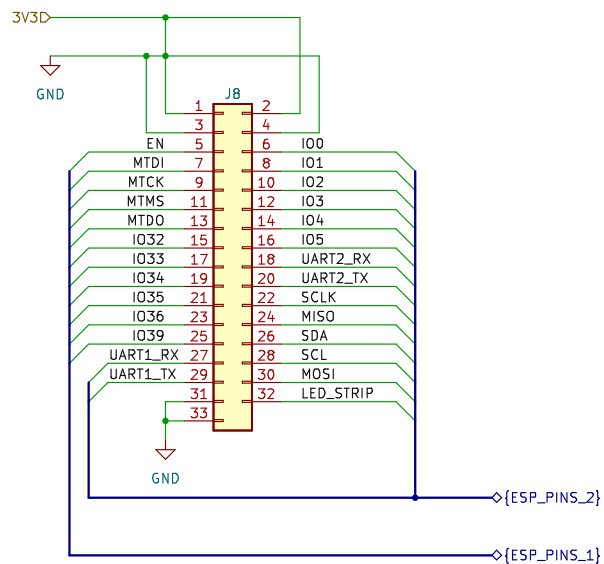 3V3
GND
J8
1 2
3 4
EN 5 6 IO0
MTDI 7 8 IO1
MTCK 9 10 IO2
MTMS 11 12 IO3
MTDO 13 14 IO4
IO32 15 16 IO5
IO33 17 18 UART2_RX
IO34 19 20 UART2_TX
IO35 21 22 SCLK
IO36 23 24 MISO
IO39 25 26 SDA
UART1_RX 27 28 SCL
UART1_TX 29 30 MOSI
31 32 LED_STRIP
33
GND
{ESP_PINS_2}
{ESP_PINS_1}